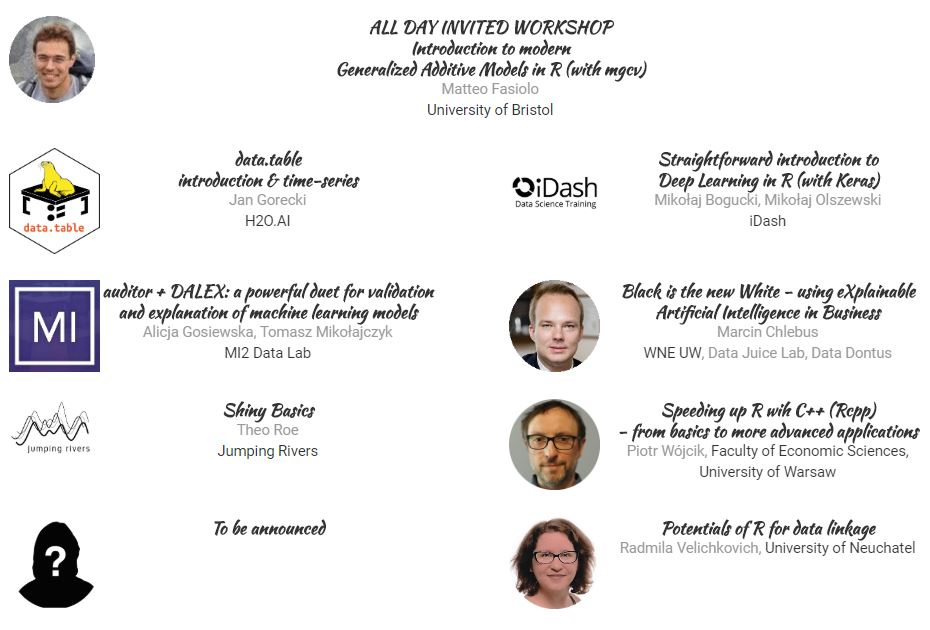 ALL DAY INVITED WORKSHOP
Introduction to modern
Generalized Additive Models in R (with mgcv)
Matteo Fasiolo
University of Bristol
data.table
data.table
introduction & time-series
Jan Gorecki
H2O.AI
iDash
Data Science Training
Straightforward introduction to
Deep Learning in R (with Keras)
Mikołaj Bogucki, Mikołaj Olszewski
iDash
MI
auditor + DALEX: a powerful duet for validation
and explanation of machine learning models
Alicja Gosiewska, Tomasz Mikołajczyk
MI2 Data Lab
Black is the new White – using eXplainable
Artificial Intelligence in Business
Marcin Chlebus
WNE UW, Data Juice Lab, Data Dontus
jumping rivers
Shiny Basics
Theo Roe
Jumping Rivers
Speeding up R wih C++ (Rcpp)
– from basics to more advanced applications
Piotr Wójcik, Faculty of Economic Sciences,
University of Warsaw
?
To be announced
Potentials of R for data linkage
Radmila Velichkovich, University of Neuchatel